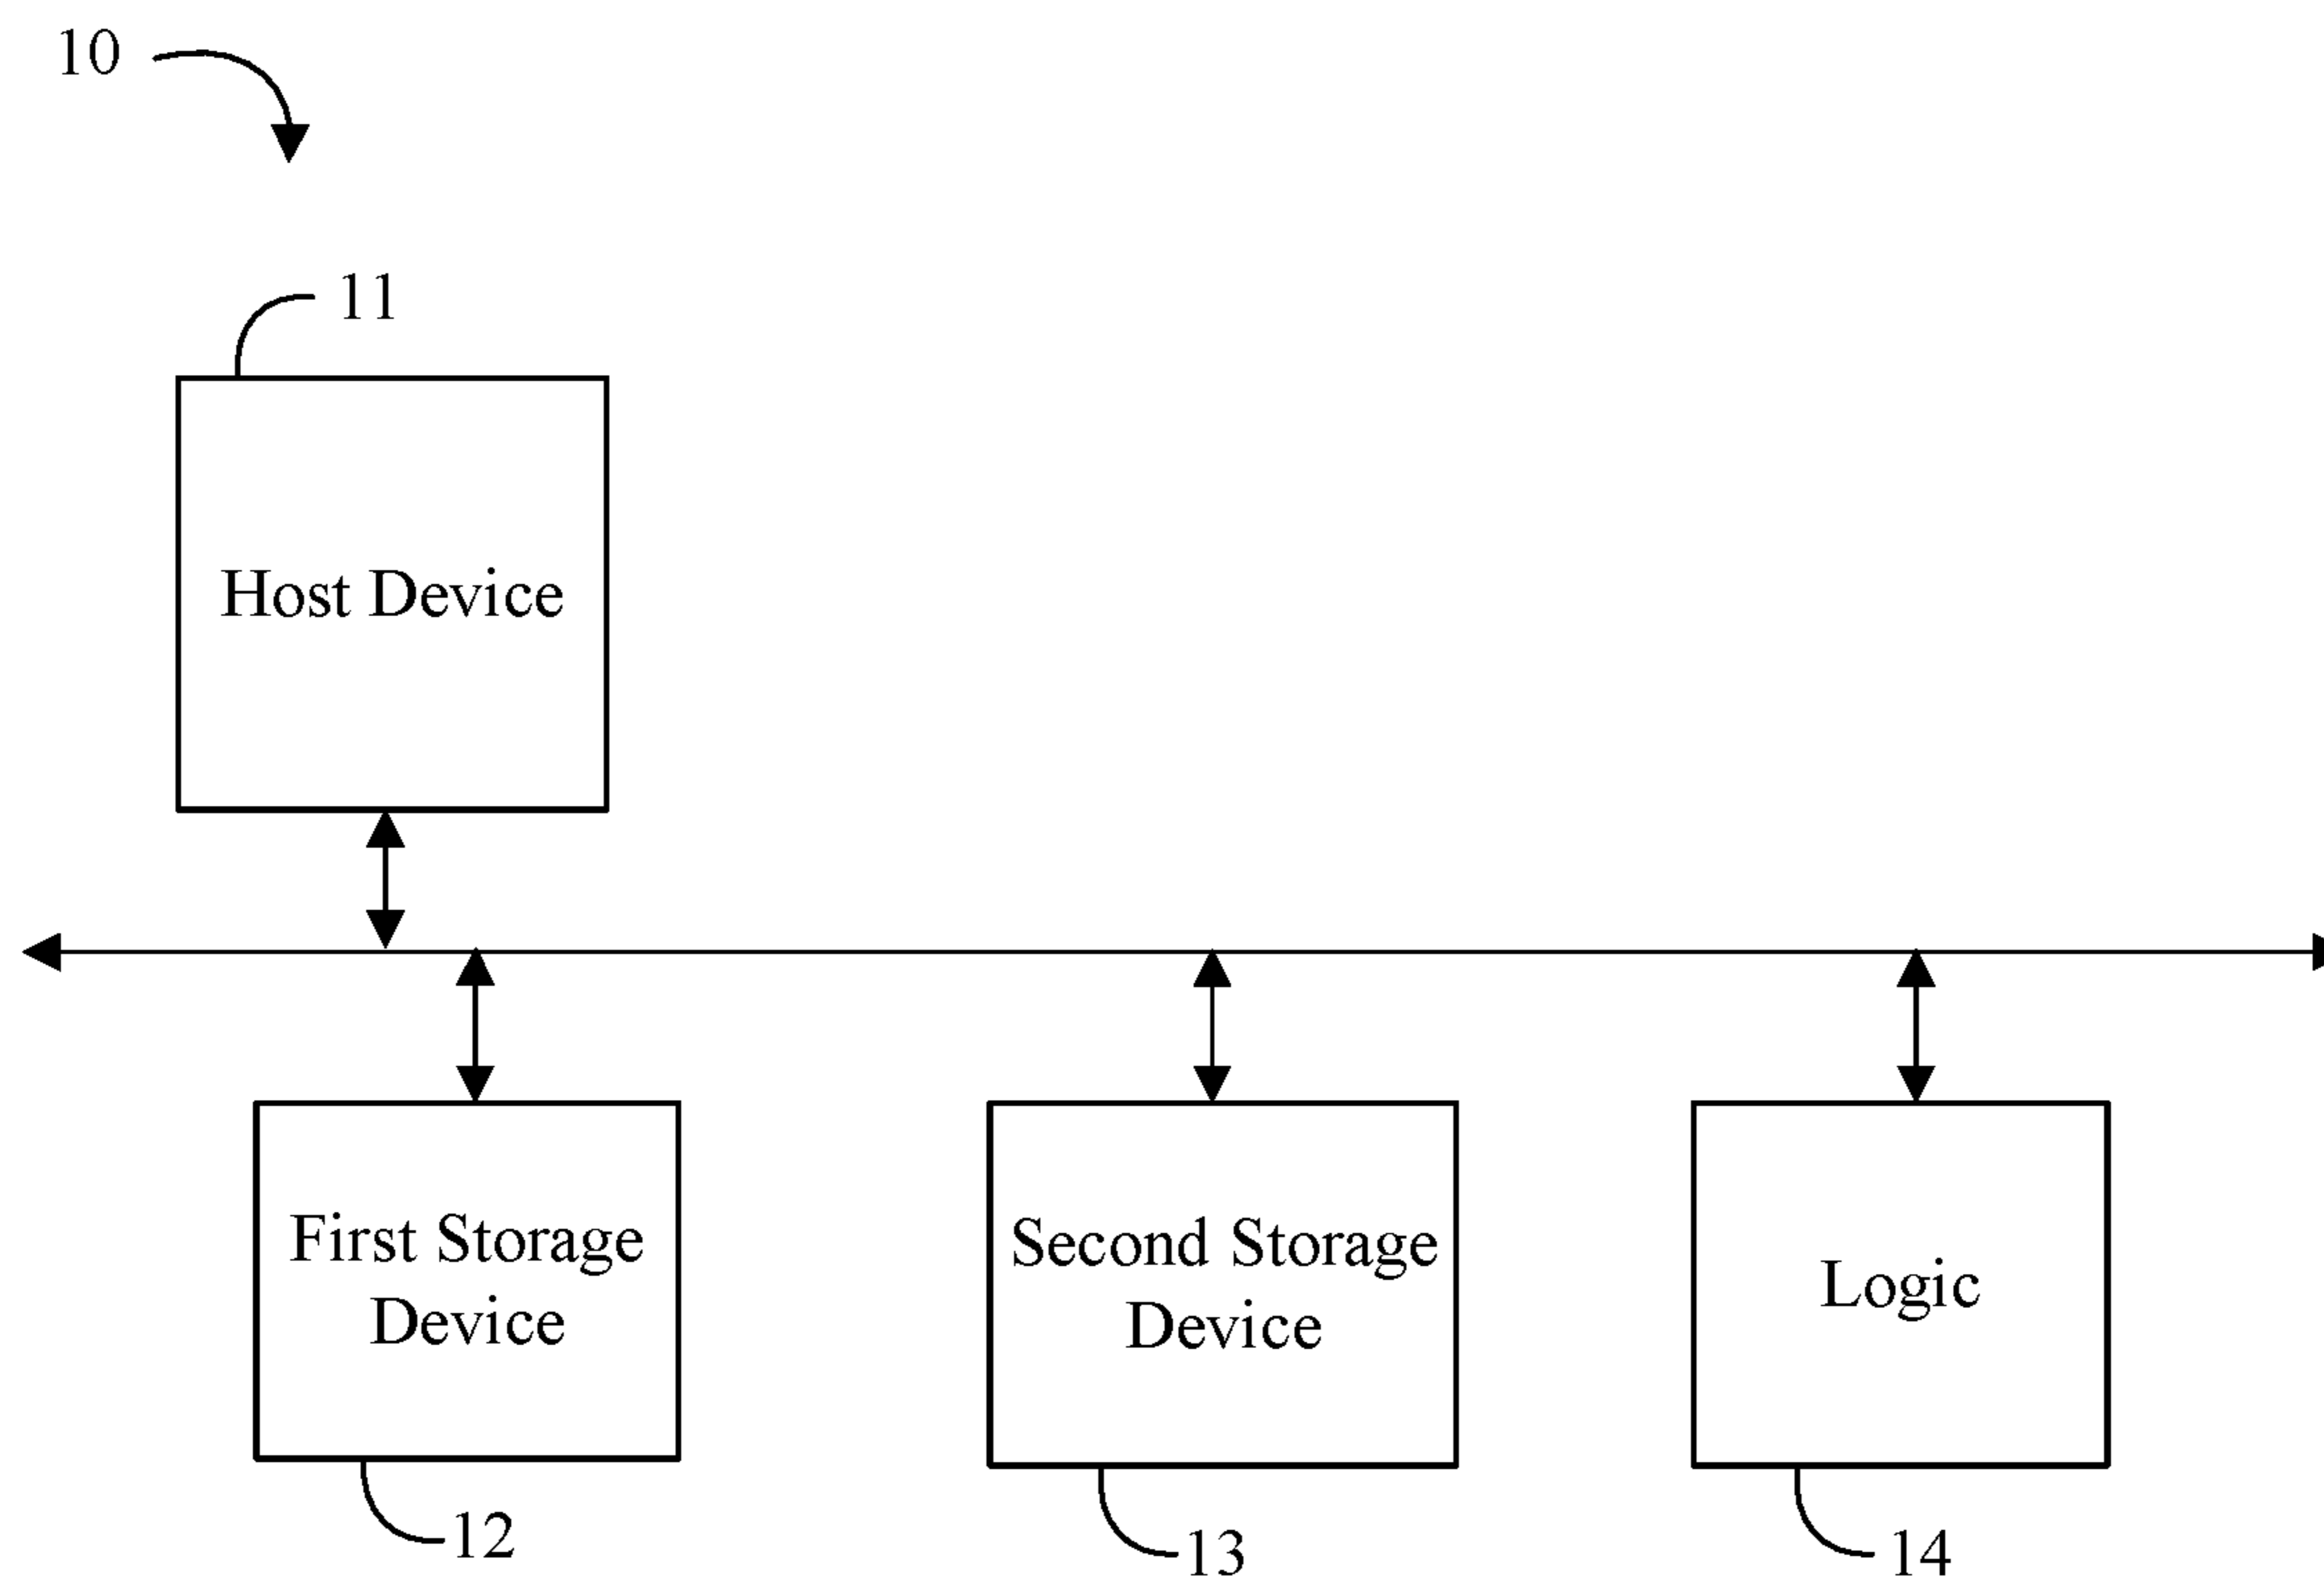 10
11
Host Device
First Storage
Device
Second Storage
Device
Logic
12
13
14